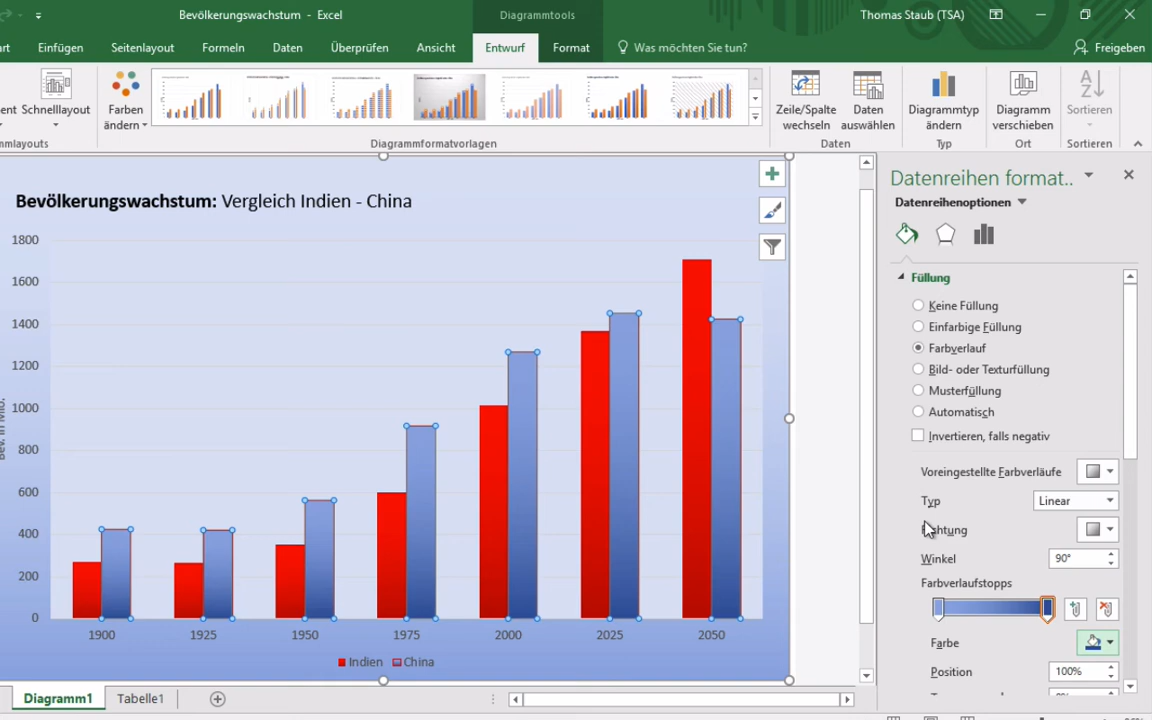 Bevölkerungswachstum - Excel
Diagrammtools
Thomas Staub (TSA)
Einfügen
Seitenlayout
Formeln
Daten
Überprüfen
Ansicht
Entwurf
Format
Was möchten Sie tun?
Freigeben
Schnelllayout
Farben
ändern
Diagrammformatvorlagen
Zeile/Spalte
wechseln
Daten
auswählen
Daten
Diagrammtyp
ändern
Typ
Diagramm
verschieben
Ort
Sortieren
Sortieren
Bevölkerungswachstum: Vergleich Indien - China
1800
1600
1400
1200
1000
800
600
400
200
0
1900 1925 1950 1975 2000 2025 2050
Indien China
Diagramm1
Tabelle1
Datenreihen format..
Datenreihenoptionen
Füllung
Keine Füllung
Einfarbige Füllung
Farbverlauf
Bild- oder Texturfüllung
Musterfüllung
Automatisch
Invertieren, falls negativ
Voreingestellte Farbverläufe
Typ Linear
Winkel 90°
Farbverlaufstopps
Farbe
Position 100%